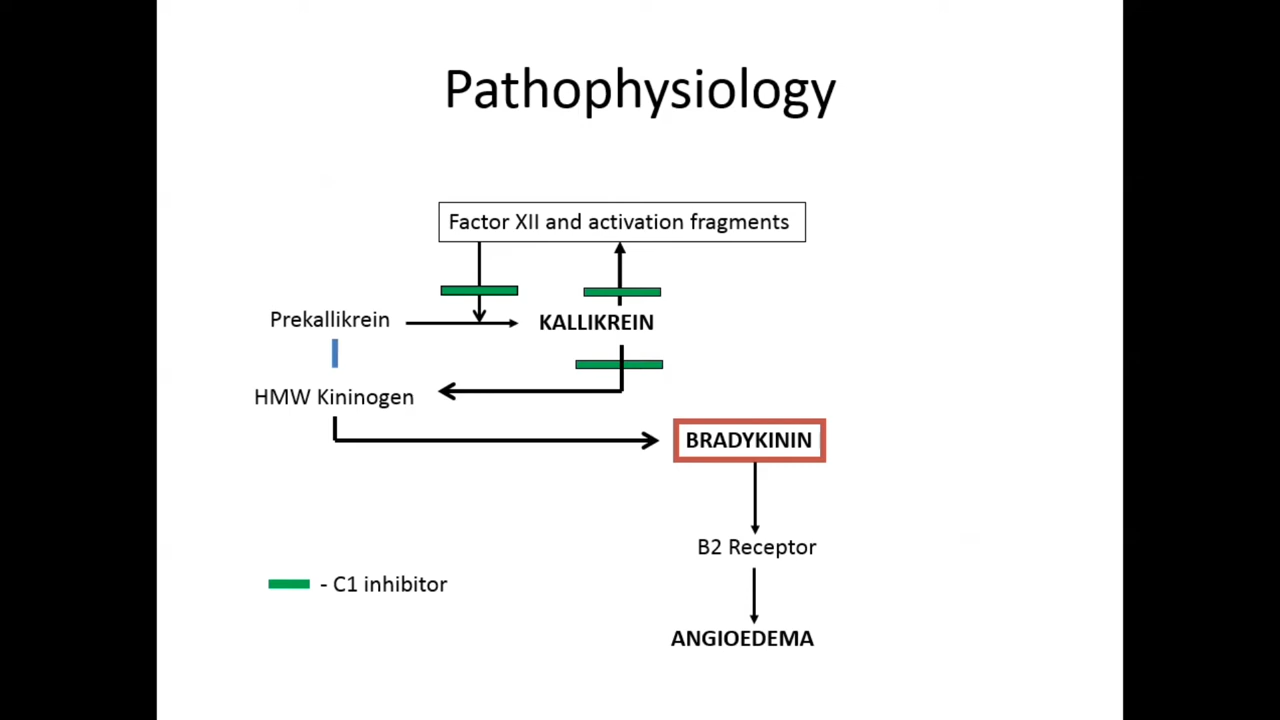 Pathophysiology
Factor XII and activation fragments
Prekallikrein
KALLIKREIN
HMW Kininogen
BRADYKININ
B2 Receptor
- C1 inhibitor
ANGIOEDEMA